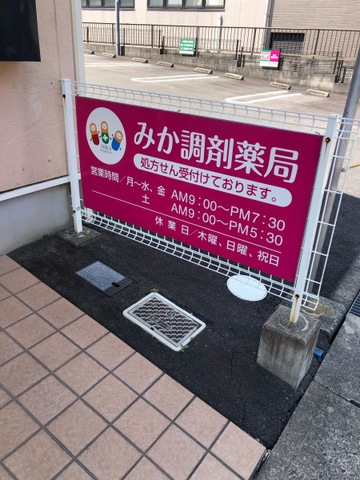 みか調剤薬局
処方せん受付けております。
営業時間／月〜水、金 AM9:00〜PM7:30
土 AM9:00〜PM5:30
休業日／木曜、日曜、祝日